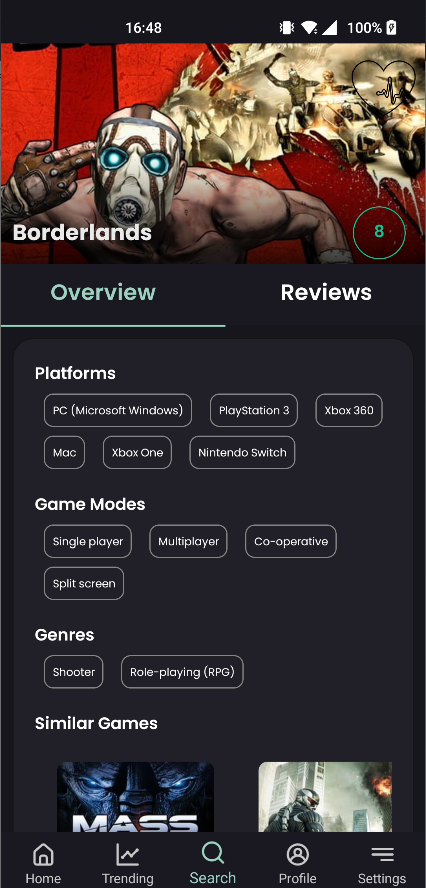 16:48 100%
Borderlands 8
Overview Reviews
Platforms
PC (Microsoft Windows) PlayStation 3 Xbox 360
Mac Xbox One Nintendo Switch
Game Modes
Single player Multiplayer Co-operative
Split screen
Genres
Shooter Role-playing (RPG)
Similar Games
MASS
Home Trending Search Profile Settings